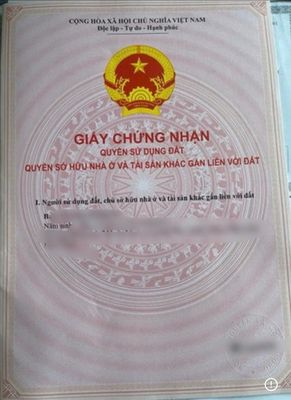 CỘNG HÒA XÃ HỘI CHỦ NGHĨA VIỆT NAM
Độc lập - Tự do - Hạnh phúc
GIẤY CHỨNG NHẬN
QUYỀN SỬ DỤNG ĐẤT
QUYỀN SỞ HỮU NHÀ Ở VÀ TÀI SẢN KHÁC GẮN LIỀN VỚI ĐẤT
I. Người sử dụng đất, chủ sở hữu nhà ở và tài sản khác gắn liền với đất
Năm sinh